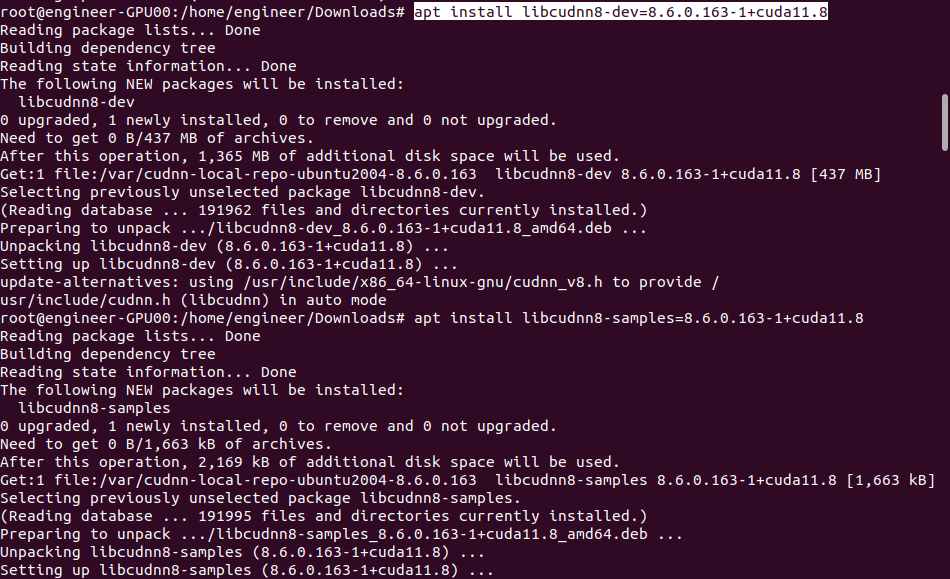 root@engineer-GPU00:/home/engineer/Downloads# apt install libcudnn8-dev=8.6.0.163-1+cuda11.8
Reading package lists... Done
Building dependency tree
Reading state information... Done
The following NEW packages will be installed:
  libcudnn8-dev
0 upgraded, 1 newly installed, 0 to remove and 0 not upgraded.
Need to get 0 B/437 MB of archives.
After this operation, 1,365 MB of additional disk space will be used.
Get:1 file:/var/cudnn-local-repo-ubuntu2004-8.6.0.163  libcudnn8-dev 8.6.0.163-1+cuda11.8 [437 MB]
Selecting previously unselected package libcudnn8-dev.
(Reading database ... 191962 files and directories currently installed.)
Preparing to unpack .../libcudnn8-dev_8.6.0.163-1+cuda11.8_amd64.deb ...
Unpacking libcudnn8-dev (8.6.0.163-1+cuda11.8) ...
Setting up libcudnn8-dev (8.6.0.163-1+cuda11.8) ...
update-alternatives: using /usr/include/x86_64-linux-gnu/cudnn_v8.h to provide /
usr/include/cudnn.h (libcudnn) in auto mode
root@engineer-GPU00:/home/engineer/Downloads# apt install libcudnn8-samples=8.6.0.163-1+cuda11.8
Reading package lists... Done
Building dependency tree
Reading state information... Done
The following NEW packages will be installed:
  libcudnn8-samples
0 upgraded, 1 newly installed, 0 to remove and 0 not upgraded.
Need to get 0 B/1,663 kB of archives.
After this operation, 2,169 kB of additional disk space will be used.
Get:1 file:/var/cudnn-local-repo-ubuntu2004-8.6.0.163  libcudnn8-samples 8.6.0.163-1+cuda11.8 [1,663 kB]
Selecting previously unselected package libcudnn8-samples.
(Reading database ... 191995 files and directories currently installed.)
Preparing to unpack .../libcudnn8-samples_8.6.0.163-1+cuda11.8_amd64.deb ...
Unpacking libcudnn8-samples (8.6.0.163-1+cuda11.8) ...
Setting up libcudnn8-samples (8.6.0.163-1+cuda11.8) ...